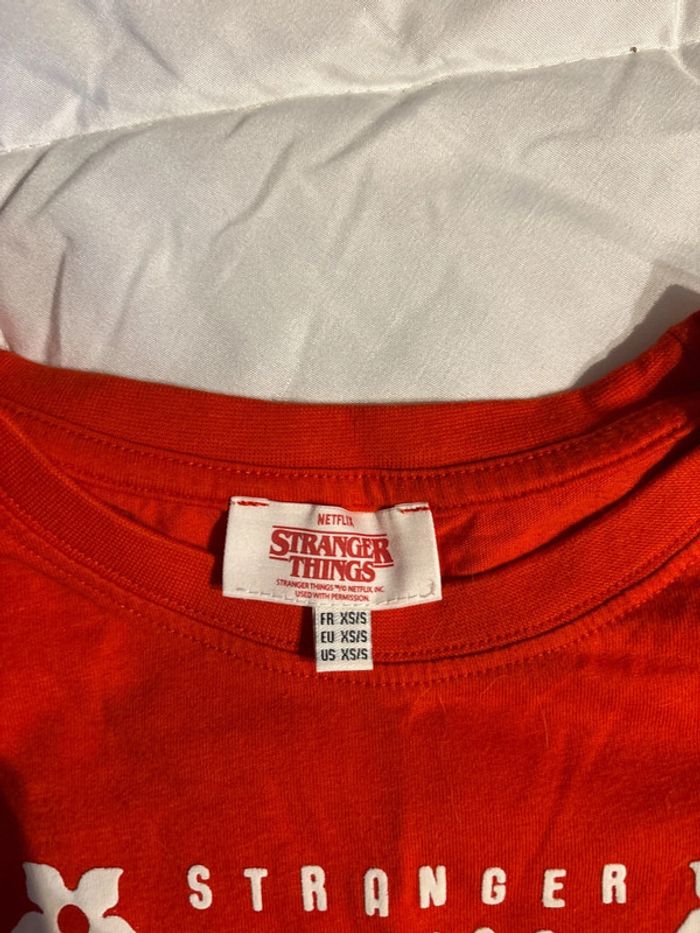 NETFLIX
STRANGER
THINGS
STRANGER THINGS ™/© NETFLIX, INC.
USED WITH PERMISSION.
FR XS/S
EU XS/S
US XS/S
STRANGER